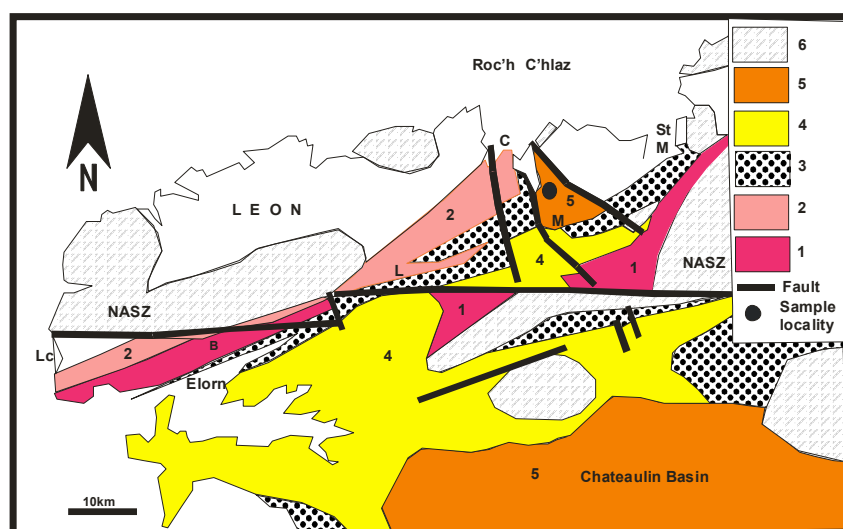 Roc'h C'hlaz
6
5
4
3
2
1
Fault
Sample
locality
St
M
C
N
LEON
2
5
M
L
4
1
NASZ
NASZ
1
2
B
Lc
4
Elorn
5
Chateaulin Basin
10km